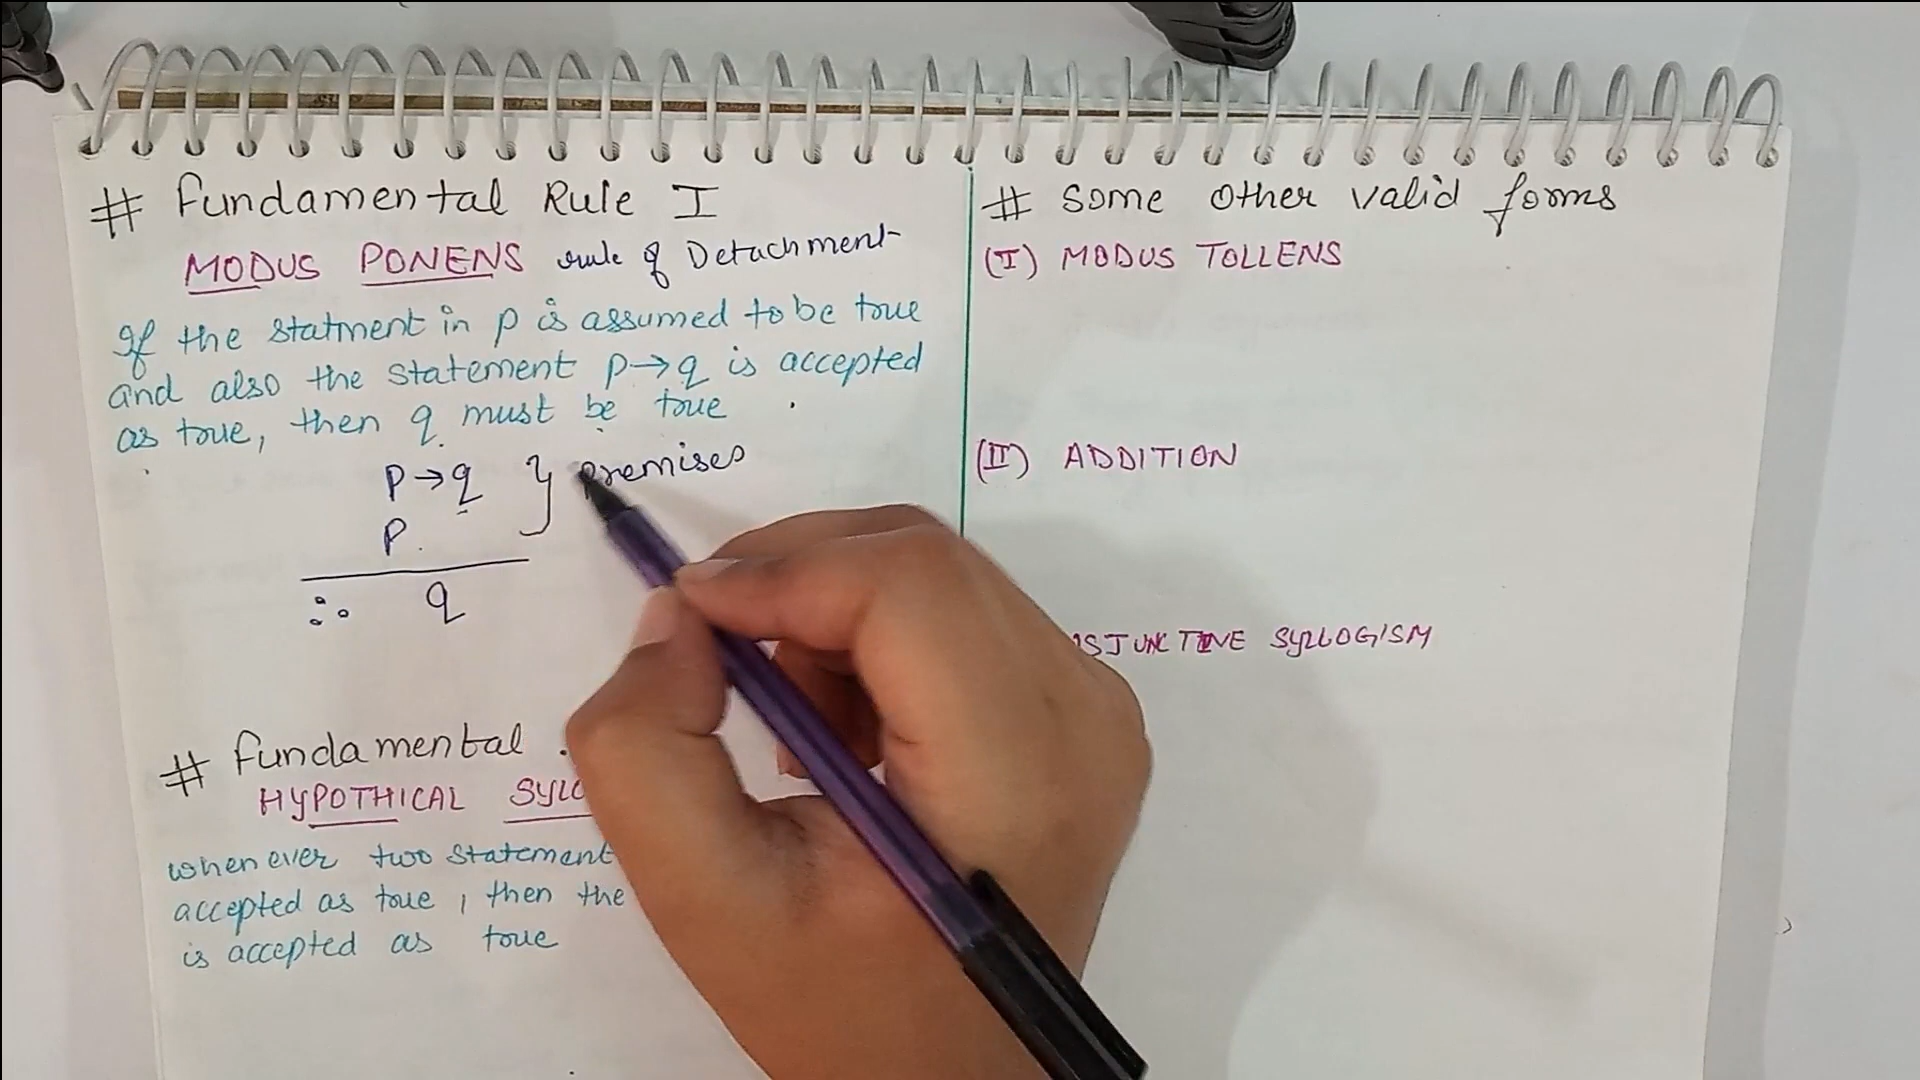 # Fundamental Rule I
MODUS PONENS rule of Detachment
If the statment in p is assumed to be true
and also the statement p→q is accepted
as true, then q must be true
p→q } premises
p
∴ q
# Fundamental
HYPOTHICAL
whenever two statement
accepted as true, then the
is accepted as true
# Some Other valid forms
(I) MODUS TOLLENS
(II) ADDITION
SYLLOGISM